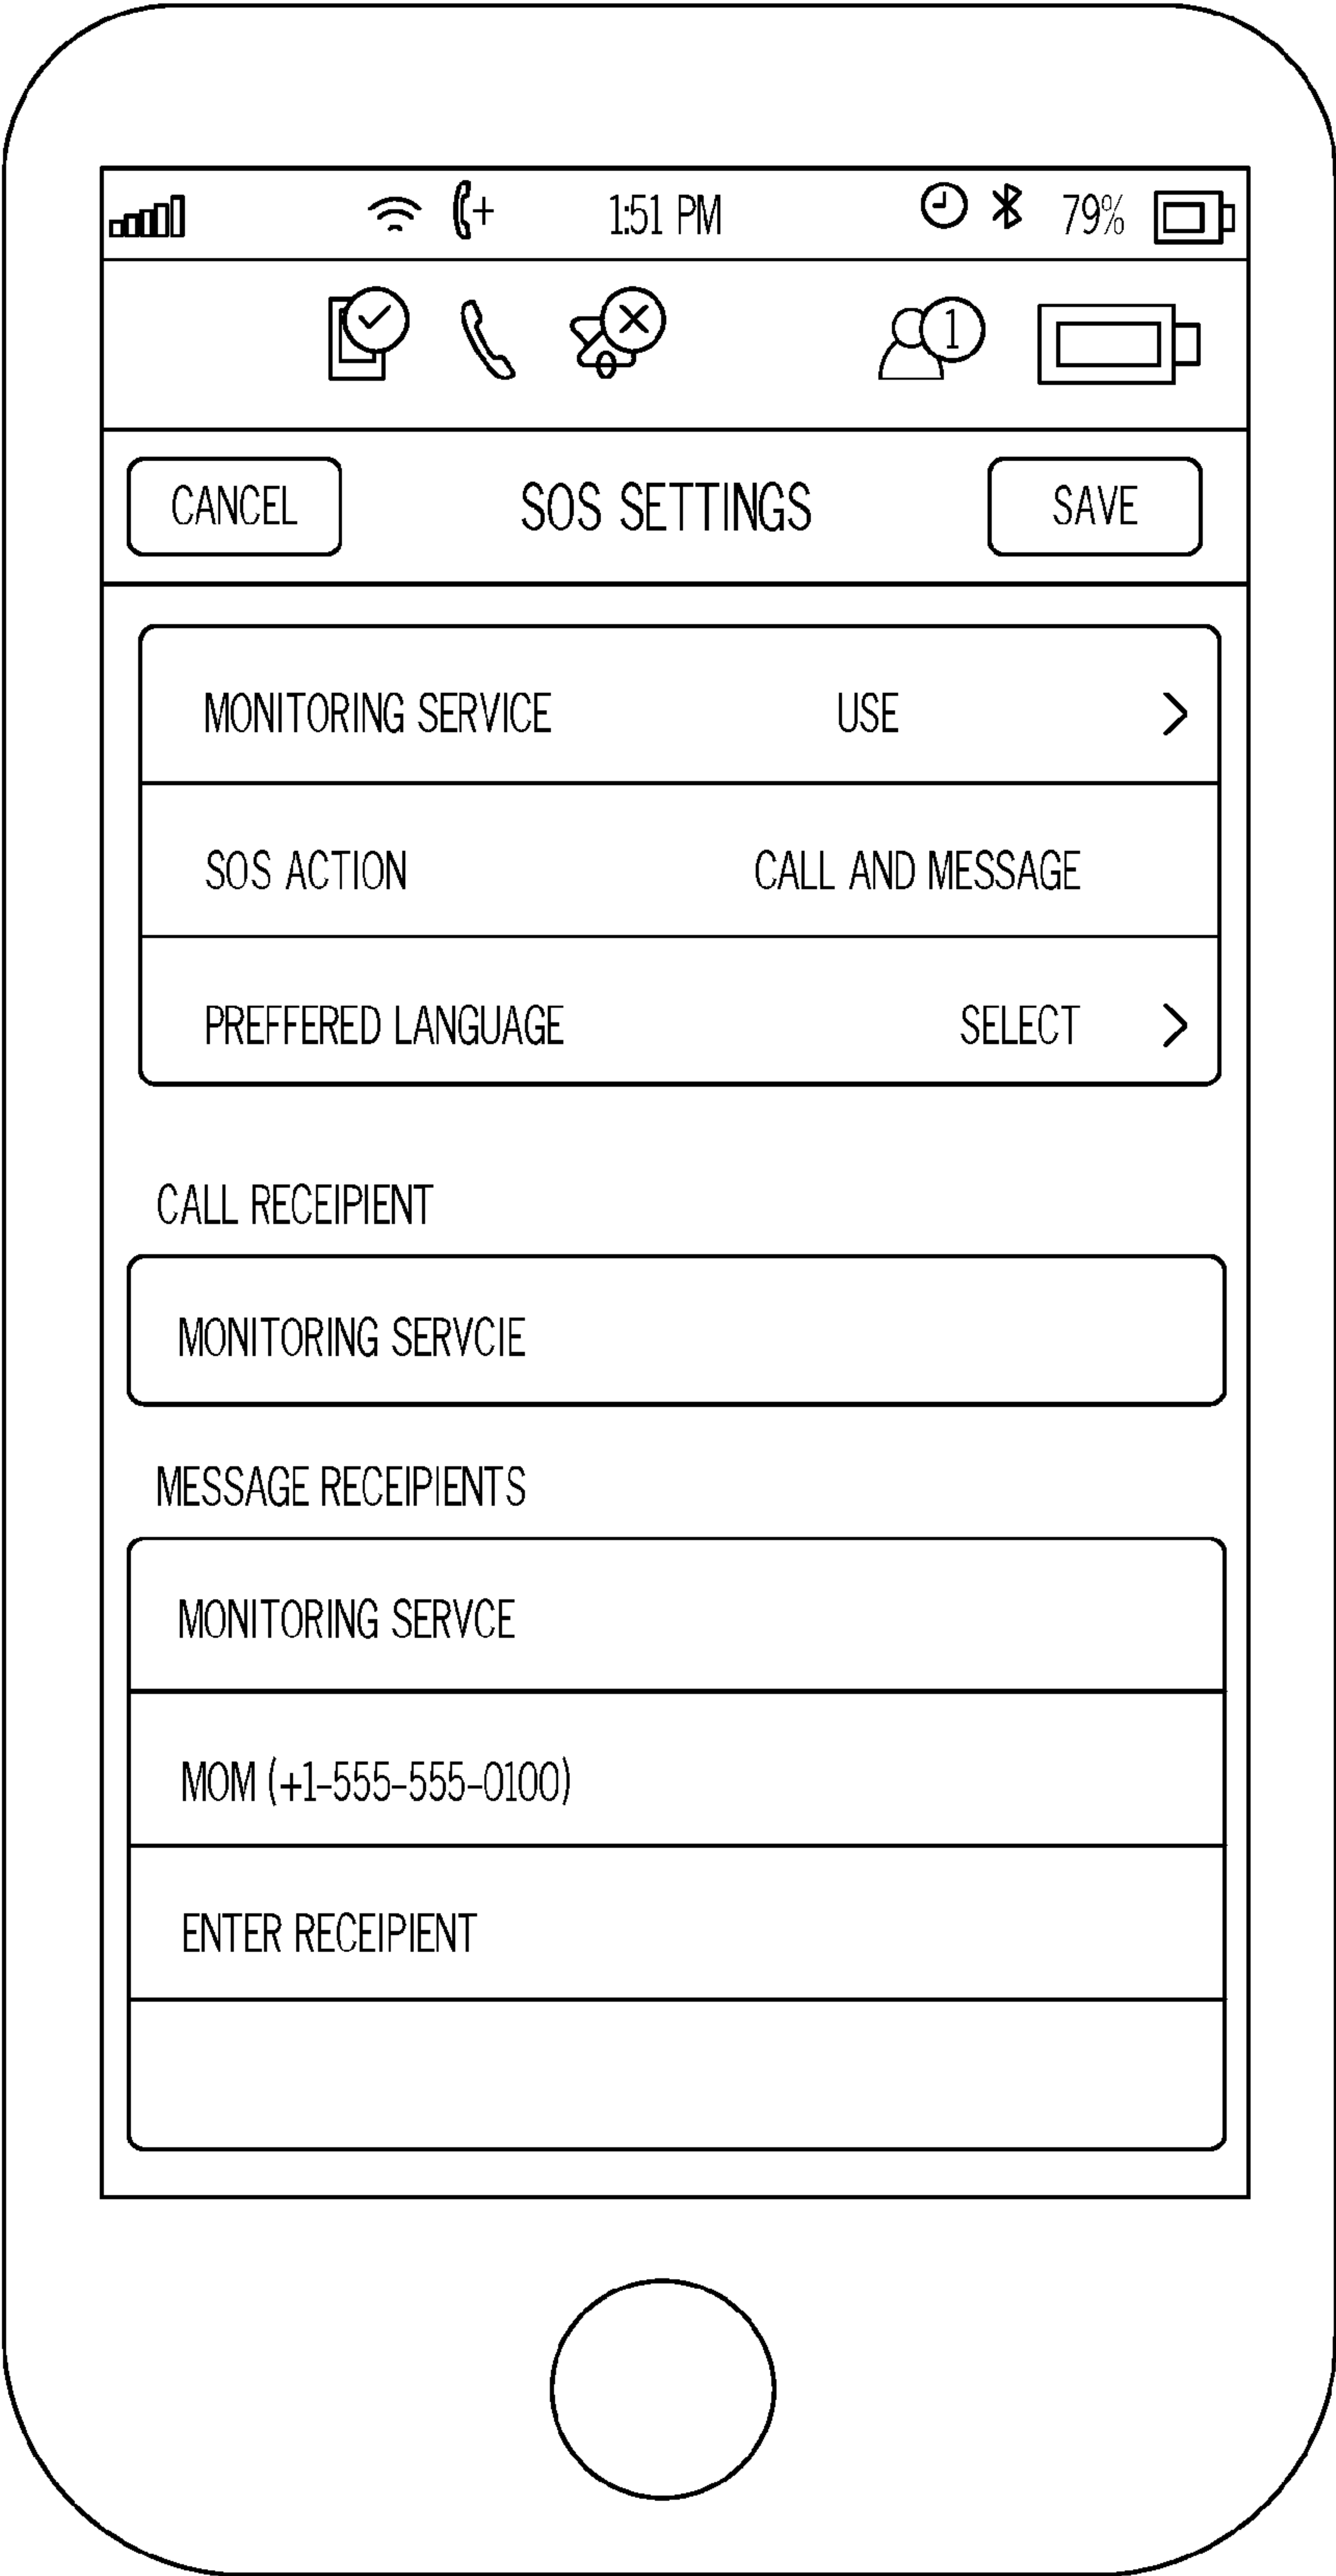 1:51 PM 79%
1
CANCEL SOS SETTINGS SAVE
MONITORING SERVICE USE >
SOS ACTION CALL AND MESSAGE
PREFFERED LANGUAGE SELECT >
CALL RECEIPIENT
MONITORING SERVCIE
MESSAGE RECEIPIENTS
MONITORING SERVCE
MOM (+1-555-555-0100)
ENTER RECEIPIENT